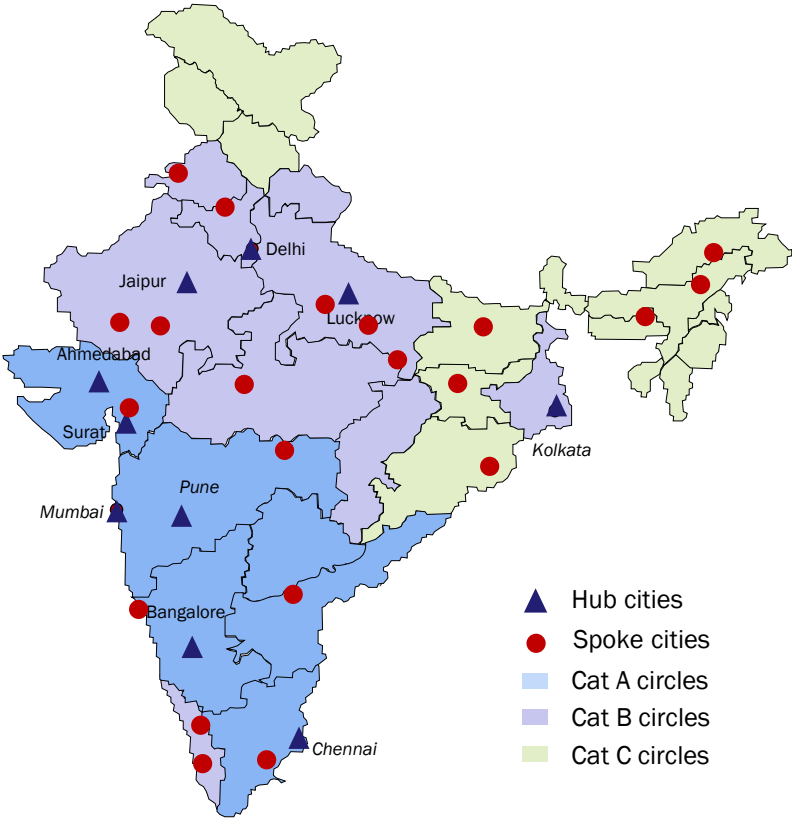 Delhi
Jaipur
Lucknow
Ahmedabad
Surat
Kolkata
Pune
Mumbai
Bangalore
Chennai
Hub cities
Spoke cities
Cat A circles
Cat B circles
Cat C circles